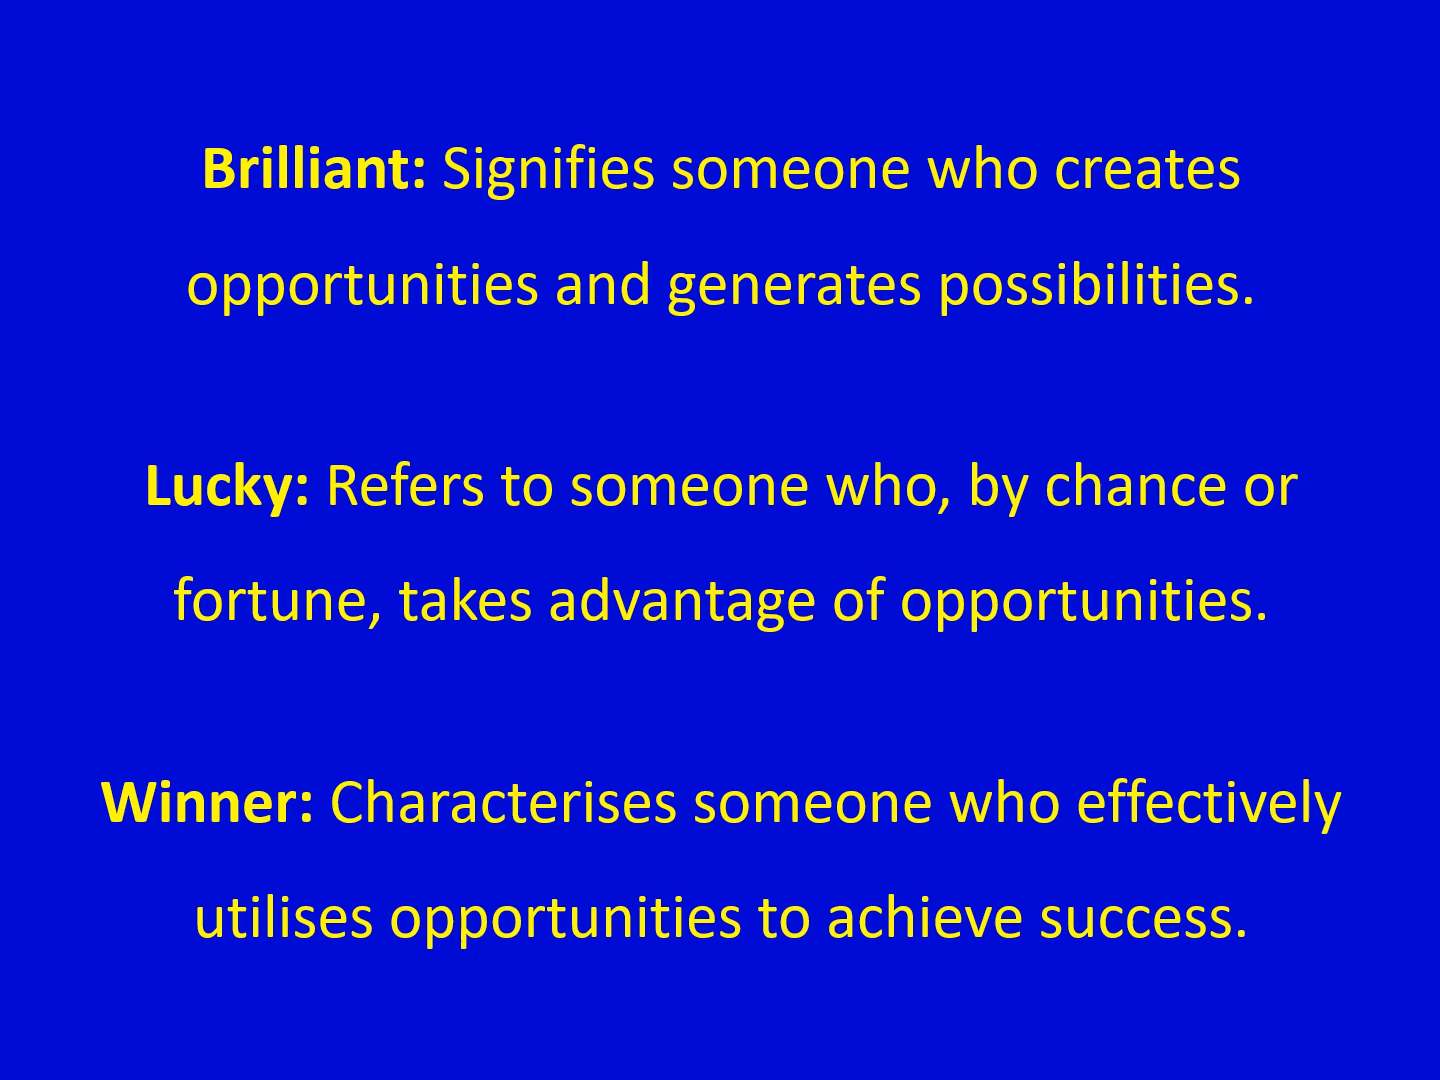 Brilliant: Signifies someone who creates
opportunities and generates possibilities.
Lucky: Refers to someone who, by chance or
fortune, takes advantage of opportunities.
Winner: Characterises someone who effectively
utilises opportunities to achieve success.